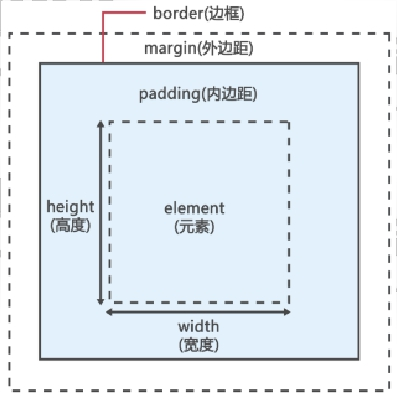 border(边框)
margin(外边距)
padding(内边距)
height
(高度)
element
(元素)
width
(宽度)